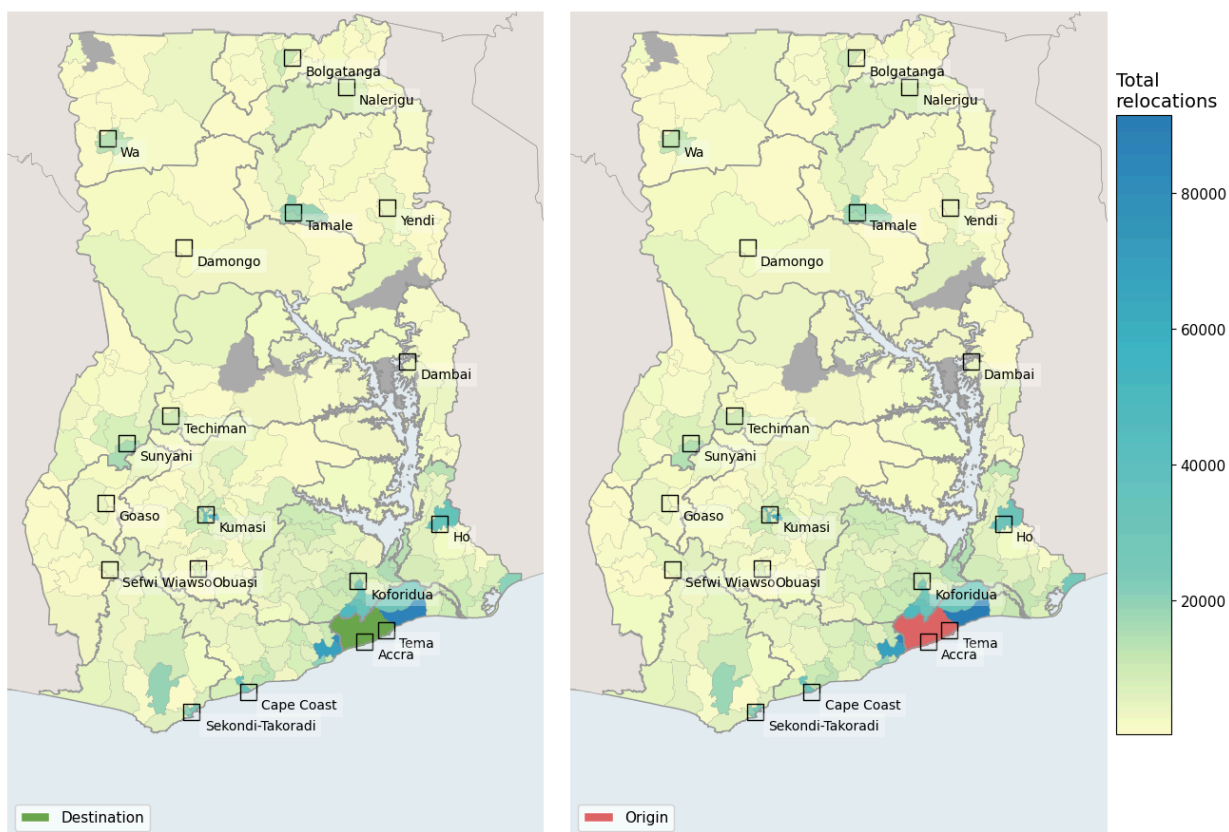 Bolgatanga
Nalerigu
Wa
Tamale
Yendi
Damongo
Dambai
Techiman
Sunyani
Goaso
Kumasi
Ho
Sefwi Wiawso
Obuasi
Koforidua
Tema
Accra
Cape Coast
Sekondi-Takoradi
Destination
Bolgatanga
Nalerigu
Wa
Tamale
Yendi
Damongo
Dambai
Techiman
Sunyani
Goaso
Kumasi
Ho
Sefwi Wiawso
Obuasi
Koforidua
Tema
Accra
Cape Coast
Sekondi-Takoradi
Origin
Total
relocations
80000
60000
40000
20000